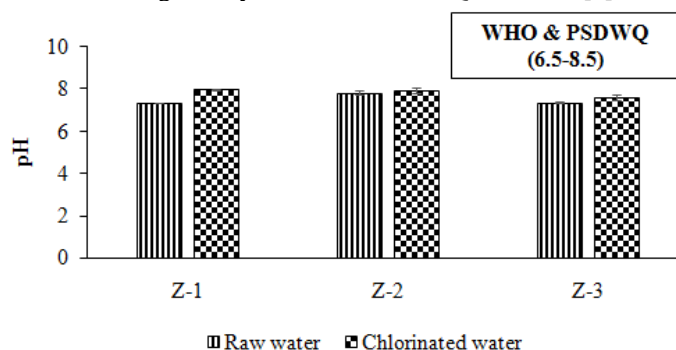 WHO & PSDWQ
(6.5-8.5)
10
8
6
4
2
0
pH
Z-1 Z-2 Z-3
Raw water Chlorinated water